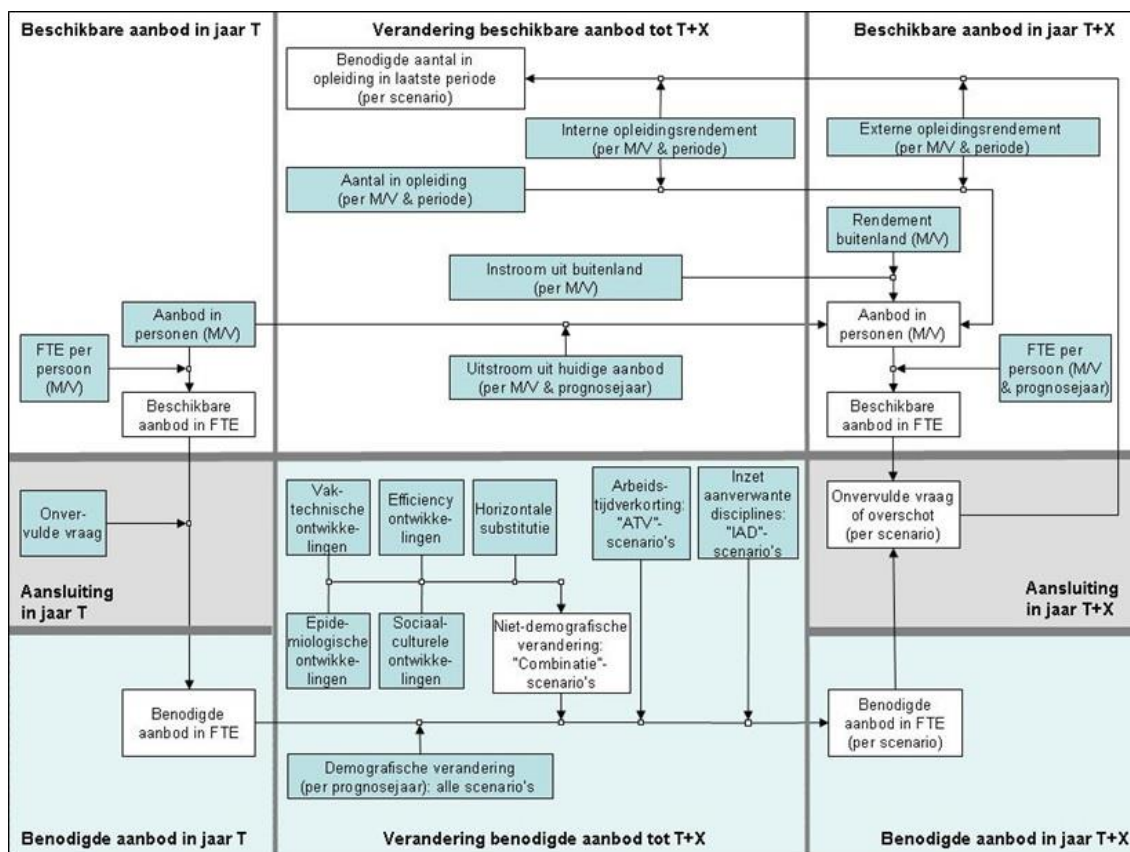 Beschikbare aanbod in jaar T
Verandering beschikbare aanbod tot T+X
Beschikbare aanbod in jaar T+X
Benodigde aantal in
opleiding in laatste periode
(per scenario)
Interne opleidingsrendement
(per M/V & periode)
Externe opleidingsrendement
(per M/V & periode)
Aantal in opleiding
(per M/V & periode)
Rendement
buitenland (M/V)
Instroom uit buitenland
(per M/V)
Aanbod in
personen (M/V)
Aanbod in
personen (M/V)
FTE per
persoon
(M/V)
Uitstroom uit huidige aanbod
(per M/V & prognosejaar)
FTE per
persoon (M/V
& prognosejaar)
Beschikbare
aanbod in FTE
Beschikbare
aanbod in FTE
Onver-
vulde vraag
Vak-
technische
ontwikke-
lingen
Efficiency
ontwikke-
lingen
Horizontale
substitutie
Arbeids-
tijdverkorting:
"ATV"-
scenario's
Inzet
aanverwante
disciplines:
"IAD"-
scenario's
Onvervulde vraag
of overschot
(per scenario)
Aansluiting
in jaar T
Aansluiting
in jaar T+X
Epide-
miologische
ontwikke-
lingen
Sociaal-
culturele
ontwikke-
lingen
Niet-demografische
verandering:
"Combinatie"-
scenario's
Benodigde
aanbod in FTE
Benodigde
aanbod in FTE
(per scenario)
Demografische verandering
(per prognosejaar): alle scenario's
Benodigde aanbod in jaar T
Verandering benodigde aanbod tot T+X
Benodigde aanbod in jaar T+X